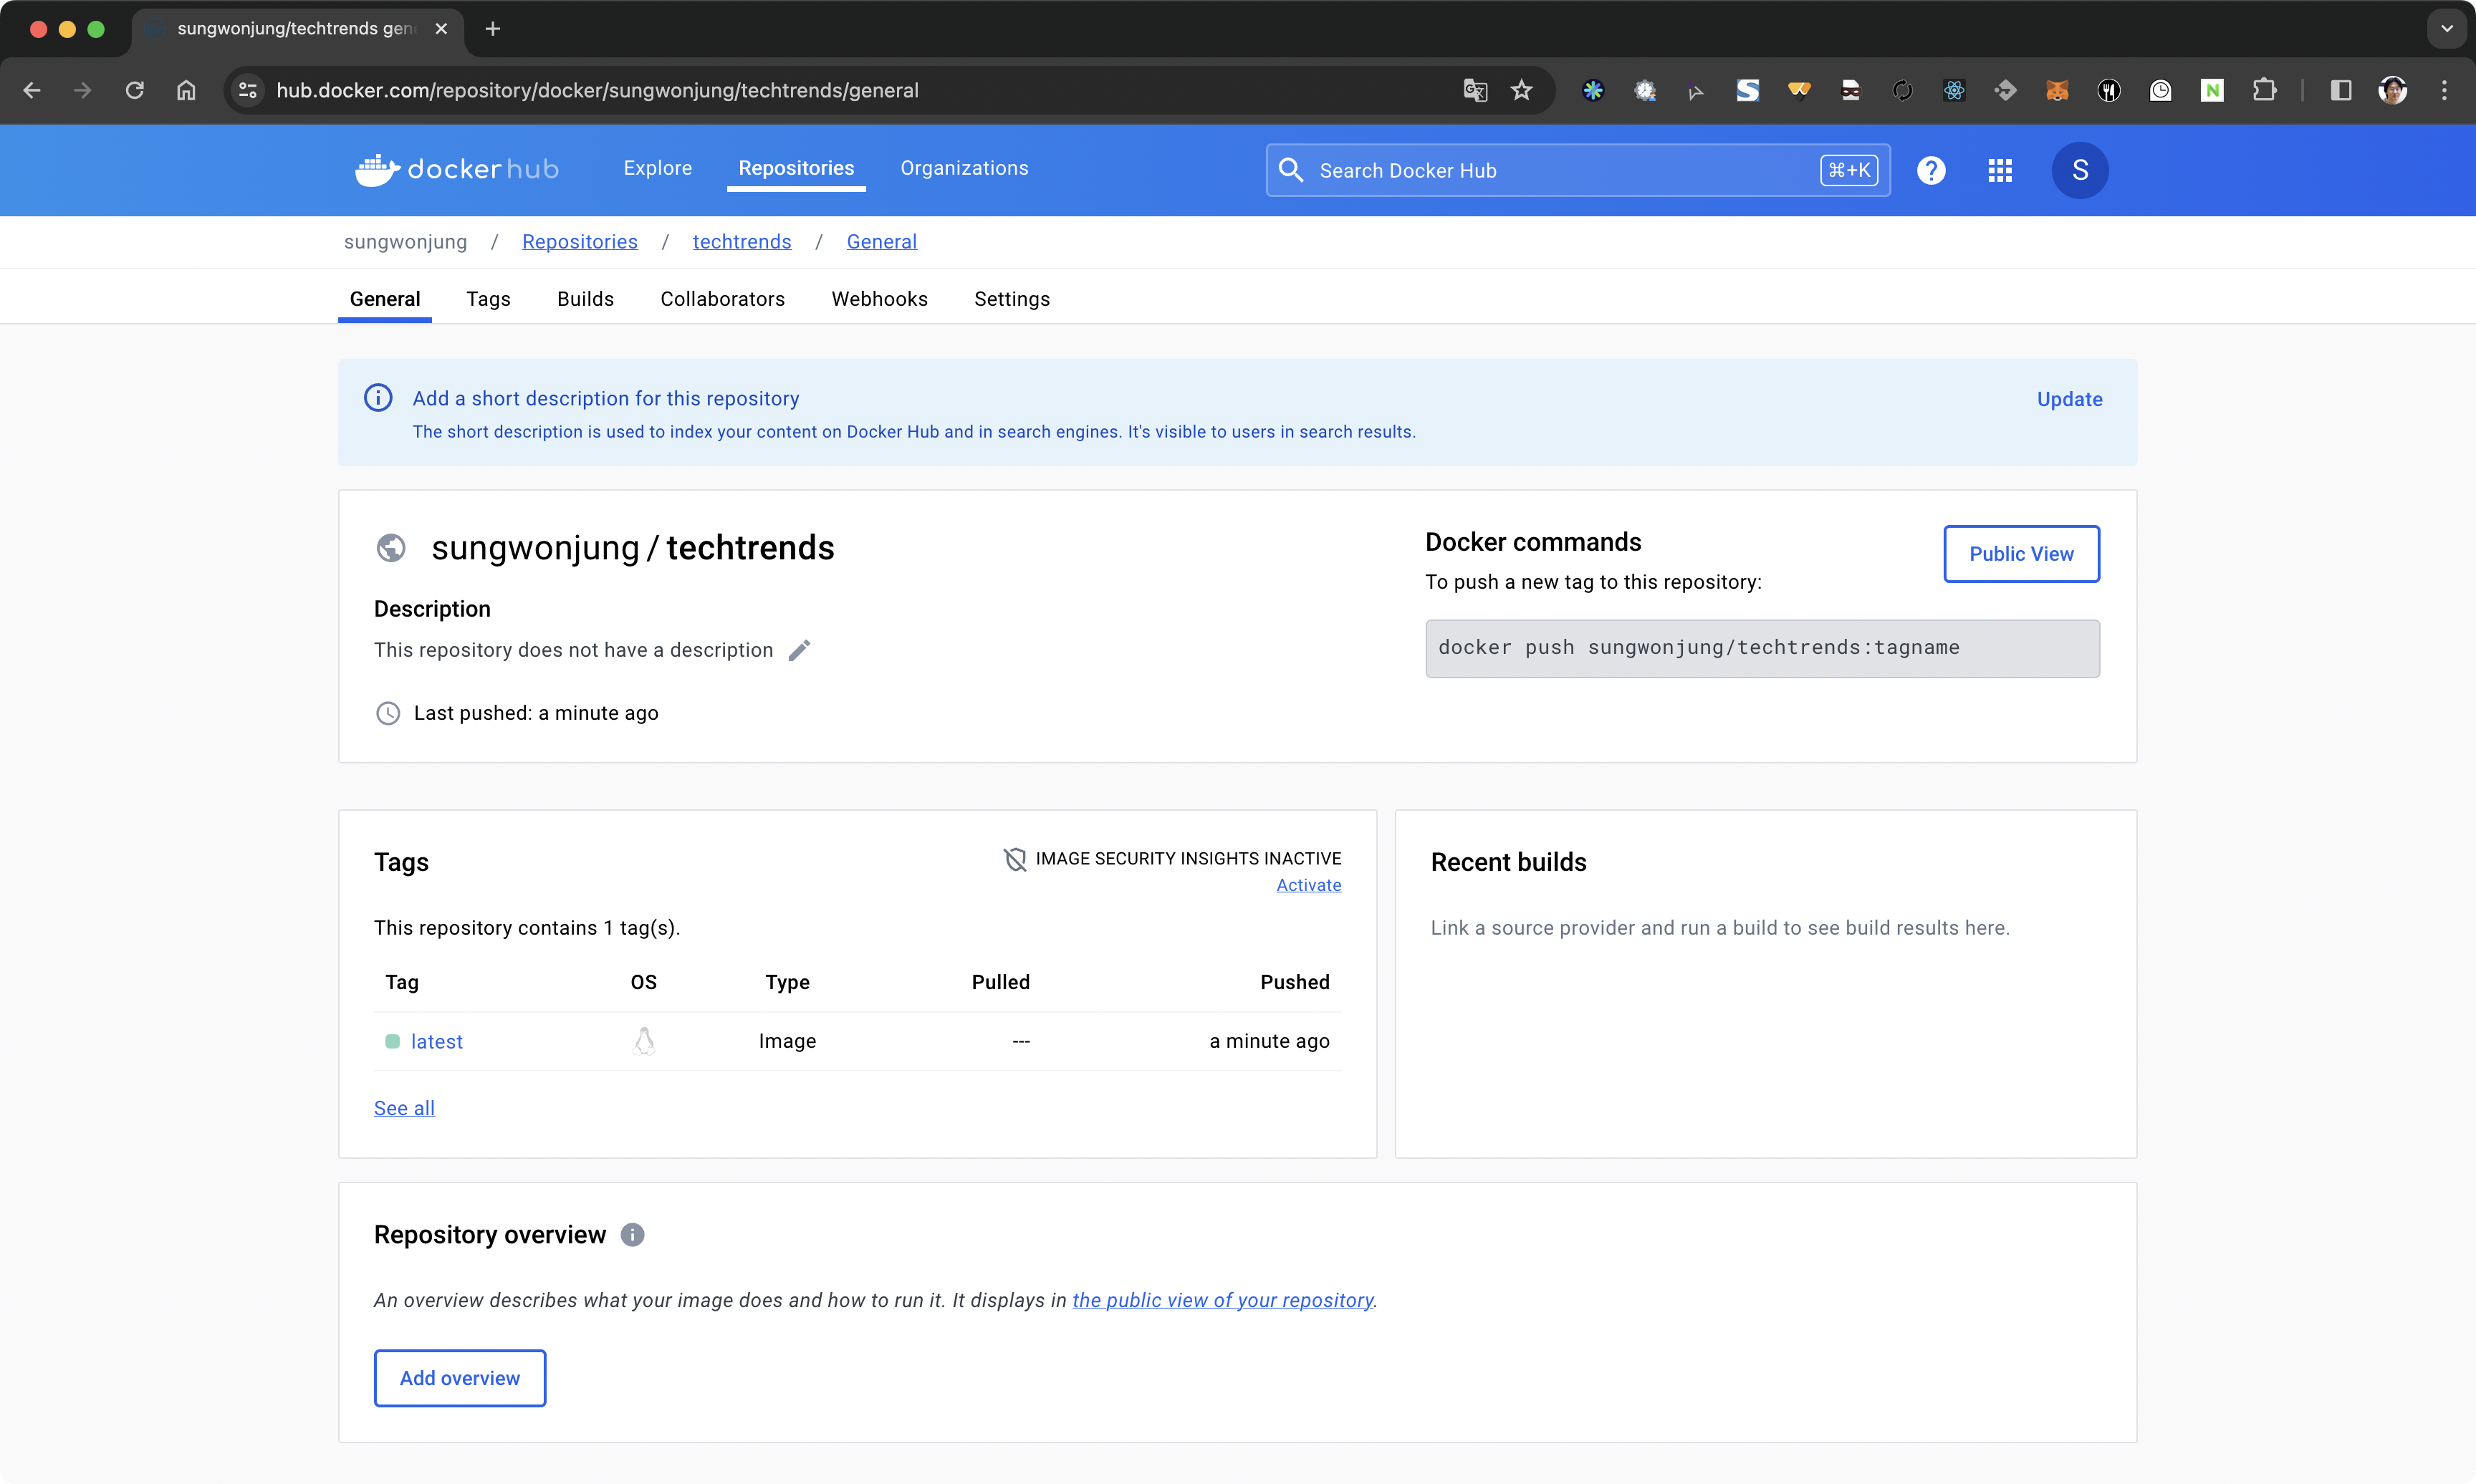 sungwonjung/techtrends gen
hub.docker.com/repository/docker/sungwonjung/techtrends/general
dockerhub
Explore
Repositories
Organizations
Search Docker Hub
⌘+K
?
S
sungwonjung / Repositories / techtrends / General
General
Tags
Builds
Collaborators
Webhooks
Settings
Add a short description for this repository
Update
The short description is used to index your content on Docker Hub and in search engines. It's visible to users in search results.
sungwonjung / techtrends
Description
This repository does not have a description
Last pushed: a minute ago
Docker commands
Public View
To push a new tag to this repository:
docker push sungwonjung/techtrends:tagname
Tags
IMAGE SECURITY INSIGHTS INACTIVE
Activate
This repository contains 1 tag(s).
Tag OS Type Pulled Pushed
latest Image --- a minute ago
See all
Recent builds
Link a source provider and run a build to see build results here.
Repository overview
An overview describes what your image does and how to run it. It displays in the public view of your repository.
Add overview